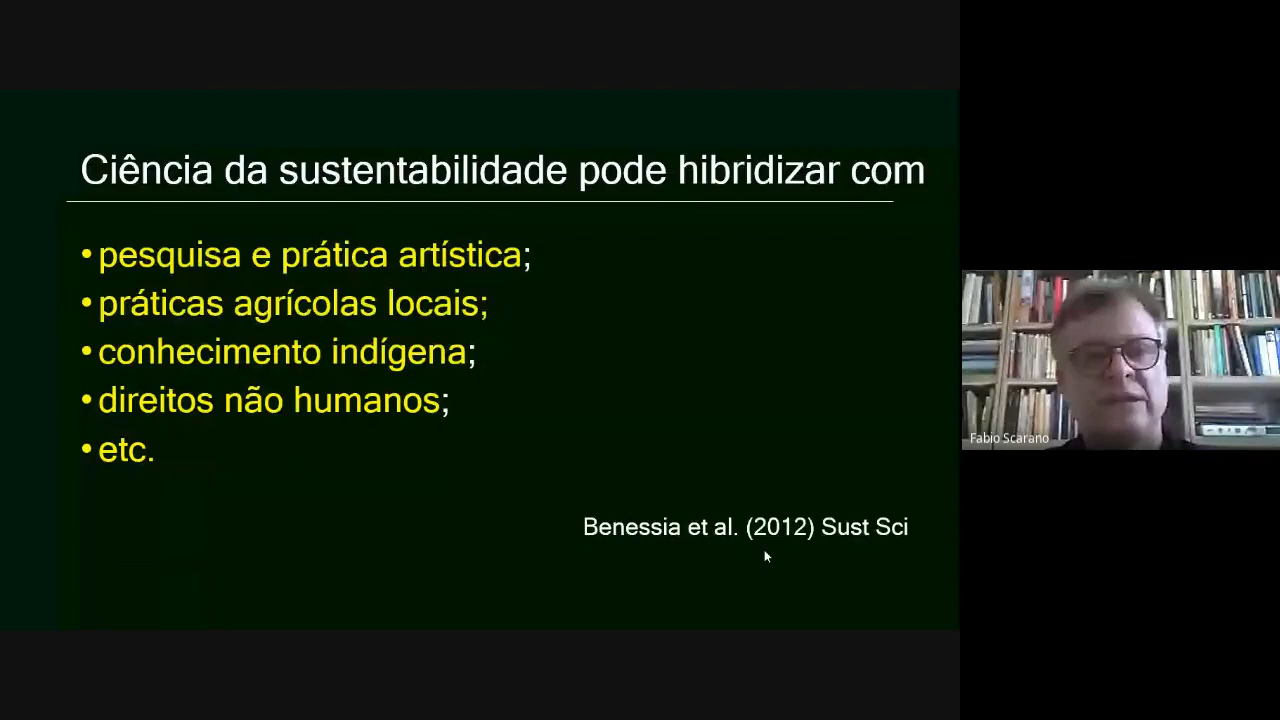 Ciência da sustentabilidade pode hibridizar com
• pesquisa e prática artística;
• práticas agrícolas locais;
• conhecimento indígena;
• direitos não humanos;
• etc.
Benessia et al. (2012) Sust Sci
Fabio Scarano